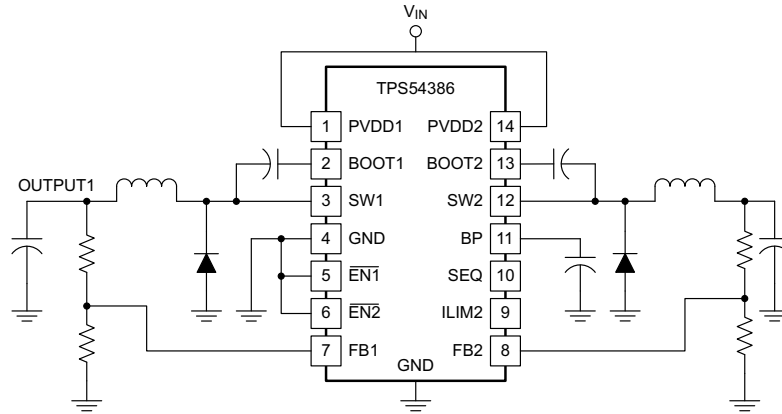 VIN
TPS54386
1 PVDD1 PVDD2 14
2 BOOT1 BOOT2 13
OUTPUT1
3 SW1 SW2 12
4 GND BP 11
5 EN1 SEQ 10
6 EN2 ILIM2 9
7 FB1 FB2 8
GND